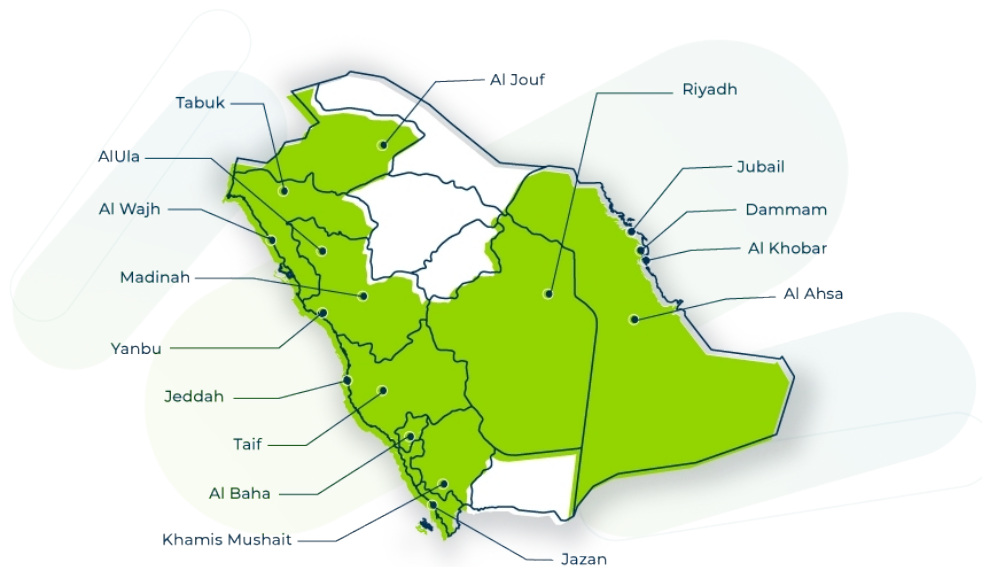 Al Jouf
Riyadh
Tabuk
AlUla
Jubail
Al Wajh
Dammam
Al Khobar
Madinah
Al Ahsa
Yanbu
Jeddah
Taif
Al Baha
Khamis Mushait
Jazan